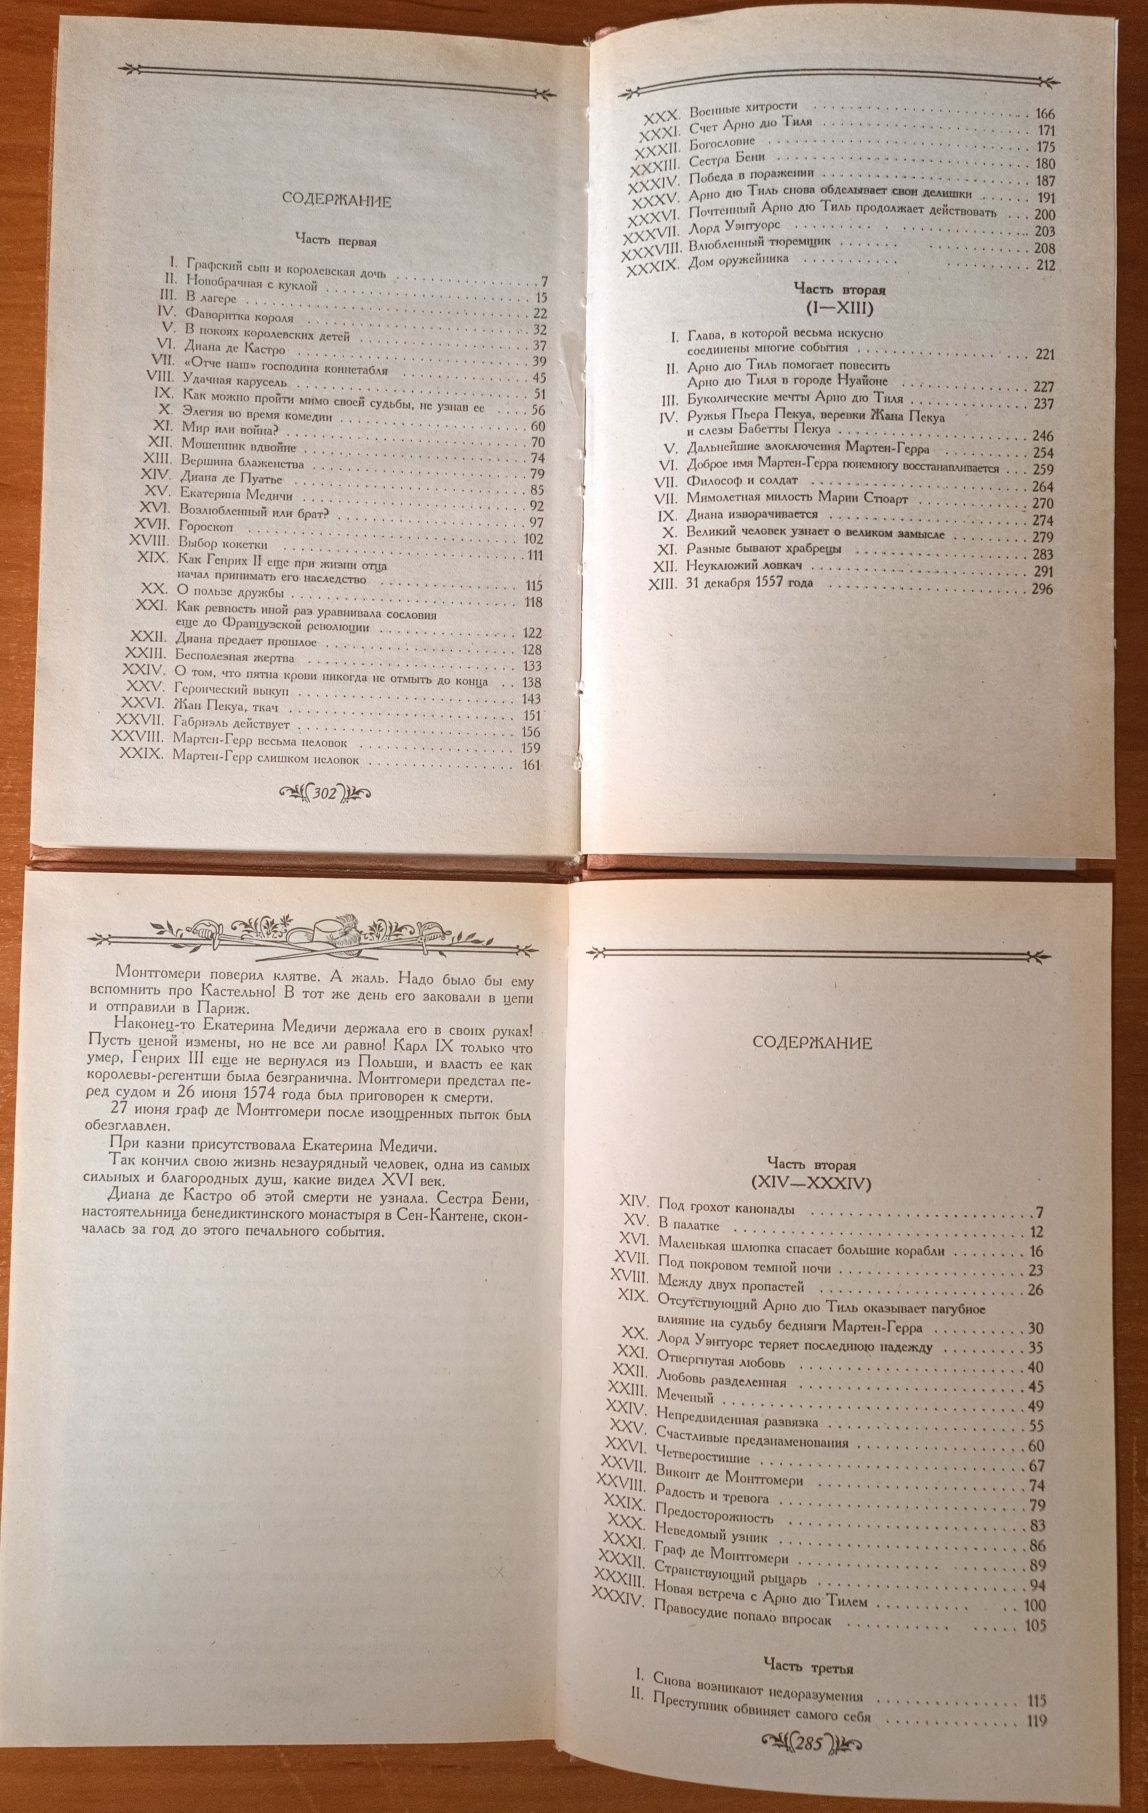 СОДЕРЖАНИЕ
Часть первая
I. Графский сын и королевская дочь . . . . . . . . . . . . 7
II. Новобрачная с куклой . . . . . . . . . . . . 15
III. В лагере . . . . . . . . . . . . 22
IV. Фаворитка короля . . . . . . . . . . . . 32
V. В покоях королевских детей . . . . . . . . . . . . 37
VI. Диана де Кастро . . . . . . . . . . . . 39
VII. «Отче наш» господина коннетабля . . . . . . . . . . . . 45
VIII. Удачная карусель . . . . . . . . . . . . 51
IX. Как можно пройти мимо своей судьбы, не узнав ее . . . . 56
X. Элегия во время комедии . . . . . . . . . . . . 60
XI. Мир или война? . . . . . . . . . . . . 70
XII. Мошенник вдвойне . . . . . . . . . . . . 74
XIII. Вершина блаженства . . . . . . . . . . . . 79
XIV. Диана де Пуатье . . . . . . . . . . . . 85
XV. Екатерина Медичи . . . . . . . . . . . . 92
XVI. Возлюбленный или брат? . . . . . . . . . . . . 97
XVII. Гороскоп . . . . . . . . . . . . 102
XVIII. Выбор кокетки . . . . . . . . . . . . 111
XIX. Как Генрих II еще при жизни отца
начал принимать его наследство . . . . . . . . . . . . 115
XX. О пользе дружбы . . . . . . . . . . . . 118
XXI. Как ревность иной раз уравнивала сословия
еще до Французской революции . . . . . . . . . . . . 122
XXII. Диана предает прошлое . . . . . . . . . . . . 128
XXIII. Бесполезная жертва . . . . . . . . . . . . 133
XXIV. О том, что пятна крови никогда не отмыть до конца . . 138
XXV. Героический выкуп . . . . . . . . . . . . 143
XXVI. Жан Пекуа, ткач . . . . . . . . . . . . 151
XXVII. Габриэль действует . . . . . . . . . . . . 156
XXVIII. Мартен-Герр весьма неловок . . . . . . . . . . . . 159
XXIX. Мартен-Герр слишком неловок . . . . . . . . . . . . 161
302
XXX. Военные хитрости . . . . . . . . . . . . 166
XXXI. Счет Арно дю Тиля . . . . . . . . . . . . 171
XXXII. Богословие . . . . . . . . . . . . 175
XXXIII. Сестра Бени . . . . . . . . . . . . 180
XXXIV. Победа в поражении . . . . . . . . . . . . 187
XXXV. Арно дю Тиль снова обделывает свои делишки . . . . . . 191
XXXVI. Почтенный Арно дю Тиль продолжает действовать . . . 200
XXXVII. Лорд Уэнтуорс . . . . . . . . . . . . 203
XXXVIII. Влюбленный тюремщик . . . . . . . . . . . . 208
XXXIX. Дом оружейника . . . . . . . . . . . . 212
Часть вторая
(I—XIII)
I. Глава, в которой весьма искусно
соединены многие события . . . . . . . . . . . . 221
II. Арно дю Тиль помогает повесить
Арно дю Тиля в городе Нуайоне . . . . . . . . . . . . 227
III. Буколические мечты Арно дю Тиля . . . . . . . . . . . . 237
IV. Ружья Пьера Пекуа, веревки Жана Пекуа
и слезы Бабетты Пекуа . . . . . . . . . . . . 246
V. Дальнейшие злоключения Мартен-Герра . . . . . . . . . . . . 254
VI. Доброе имя Мартен-Герра понемногу восстанавливается . . . 259
VII. Философ и солдат . . . . . . . . . . . . 264
VII. Мимолетная милость Марии Стюарт . . . . . . . . . . . . 270
IX. Диана изворачивается . . . . . . . . . . . . 274
X. Великий человек узнает о великом замысле . . . . . . . . 279
XI. Разные бывают храбрецы . . . . . . . . . . . . 283
XII. Неуклюжий ловкач . . . . . . . . . . . . 291
XIII. 31 декабря 1557 года . . . . . . . . . . . . 296
Монтгомери поверил клятве. А жаль. Надо было бы ему
вспомнить про Кастельно! В тот же день его заковали в цепи
и отправили в Париж.
Наконец-то Екатерина Медичи держала его в своих руках!
Пусть ценой измены, но не все ли равно! Карл IX только что
умер, Генрих III еще не вернулся из Польши, и власть ее как
королевы-регентши была безгранична. Монтгомери предстал пе-
ред судом и 26 июня 1574 года был приговорен к смерти.
27 июня граф де Монтгомери после изощренных пыток был
обезглавлен.
При казни присутствовала Екатерина Медичи.
Так кончил свою жизнь незаурядный человек, одна из самых
сильных и благородных душ, какие видел XVI век.
Диана де Кастро об этой смерти не узнала. Сестра Бени,
настоятельница бенедиктинского монастыря в Сен-Кантене, скон-
чалась за год до этого печального события.
СОДЕРЖАНИЕ
Часть вторая
(XIV—XXXIV)
XIV. Под грохот канонады . . . . . . . . . . . . 7
XV. В палатке . . . . . . . . . . . . 12
XVI. Маленькая шлюпка спасает большие корабли . . . . . . . . 16
XVII. Под покровом темной ночи . . . . . . . . . . . . 23
XVIII. Между двух пропастей . . . . . . . . . . . . 26
XIX. Отсутствующий Арно дю Тиль оказывает пагубное
влияние на судьбу бедняги Мартен-Герра . . . . . . . . . . 30
XX. Лорд Уэнтуорс теряет последнюю надежду . . . . . . . . . 35
XXI. Отвергнутая любовь . . . . . . . . . . . . 40
XXII. Любовь разделенная . . . . . . . . . . . . 45
XXIII. Меченый . . . . . . . . . . . . 49
XXIV. Непредвиденная развязка . . . . . . . . . . . . 55
XXV. Счастливые предзнаменования . . . . . . . . . . . . 60
XXVI. Четверостишие . . . . . . . . . . . . 67
XXVII. Виконт де Монтгомери . . . . . . . . . . . . 74
XXVIII. Радость и тревога . . . . . . . . . . . . 79
XXIX. Предосторожность . . . . . . . . . . . . 83
XXX. Неведомый узник . . . . . . . . . . . . 86
XXXI. Граф де Монтгомери . . . . . . . . . . . . 89
XXXII. Странствующий рыцарь . . . . . . . . . . . . 94
XXXIII. Новая встреча с Арно дю Тилем . . . . . . . . . . . . 100
XXXIV. Правосудие попало впросак . . . . . . . . . . . . 105
Часть третья
I. Снова возникают недоразумения . . . . . . . . . . . . 115
II. Преступник обвиняет самого себя . . . . . . . . . . . . 119
285